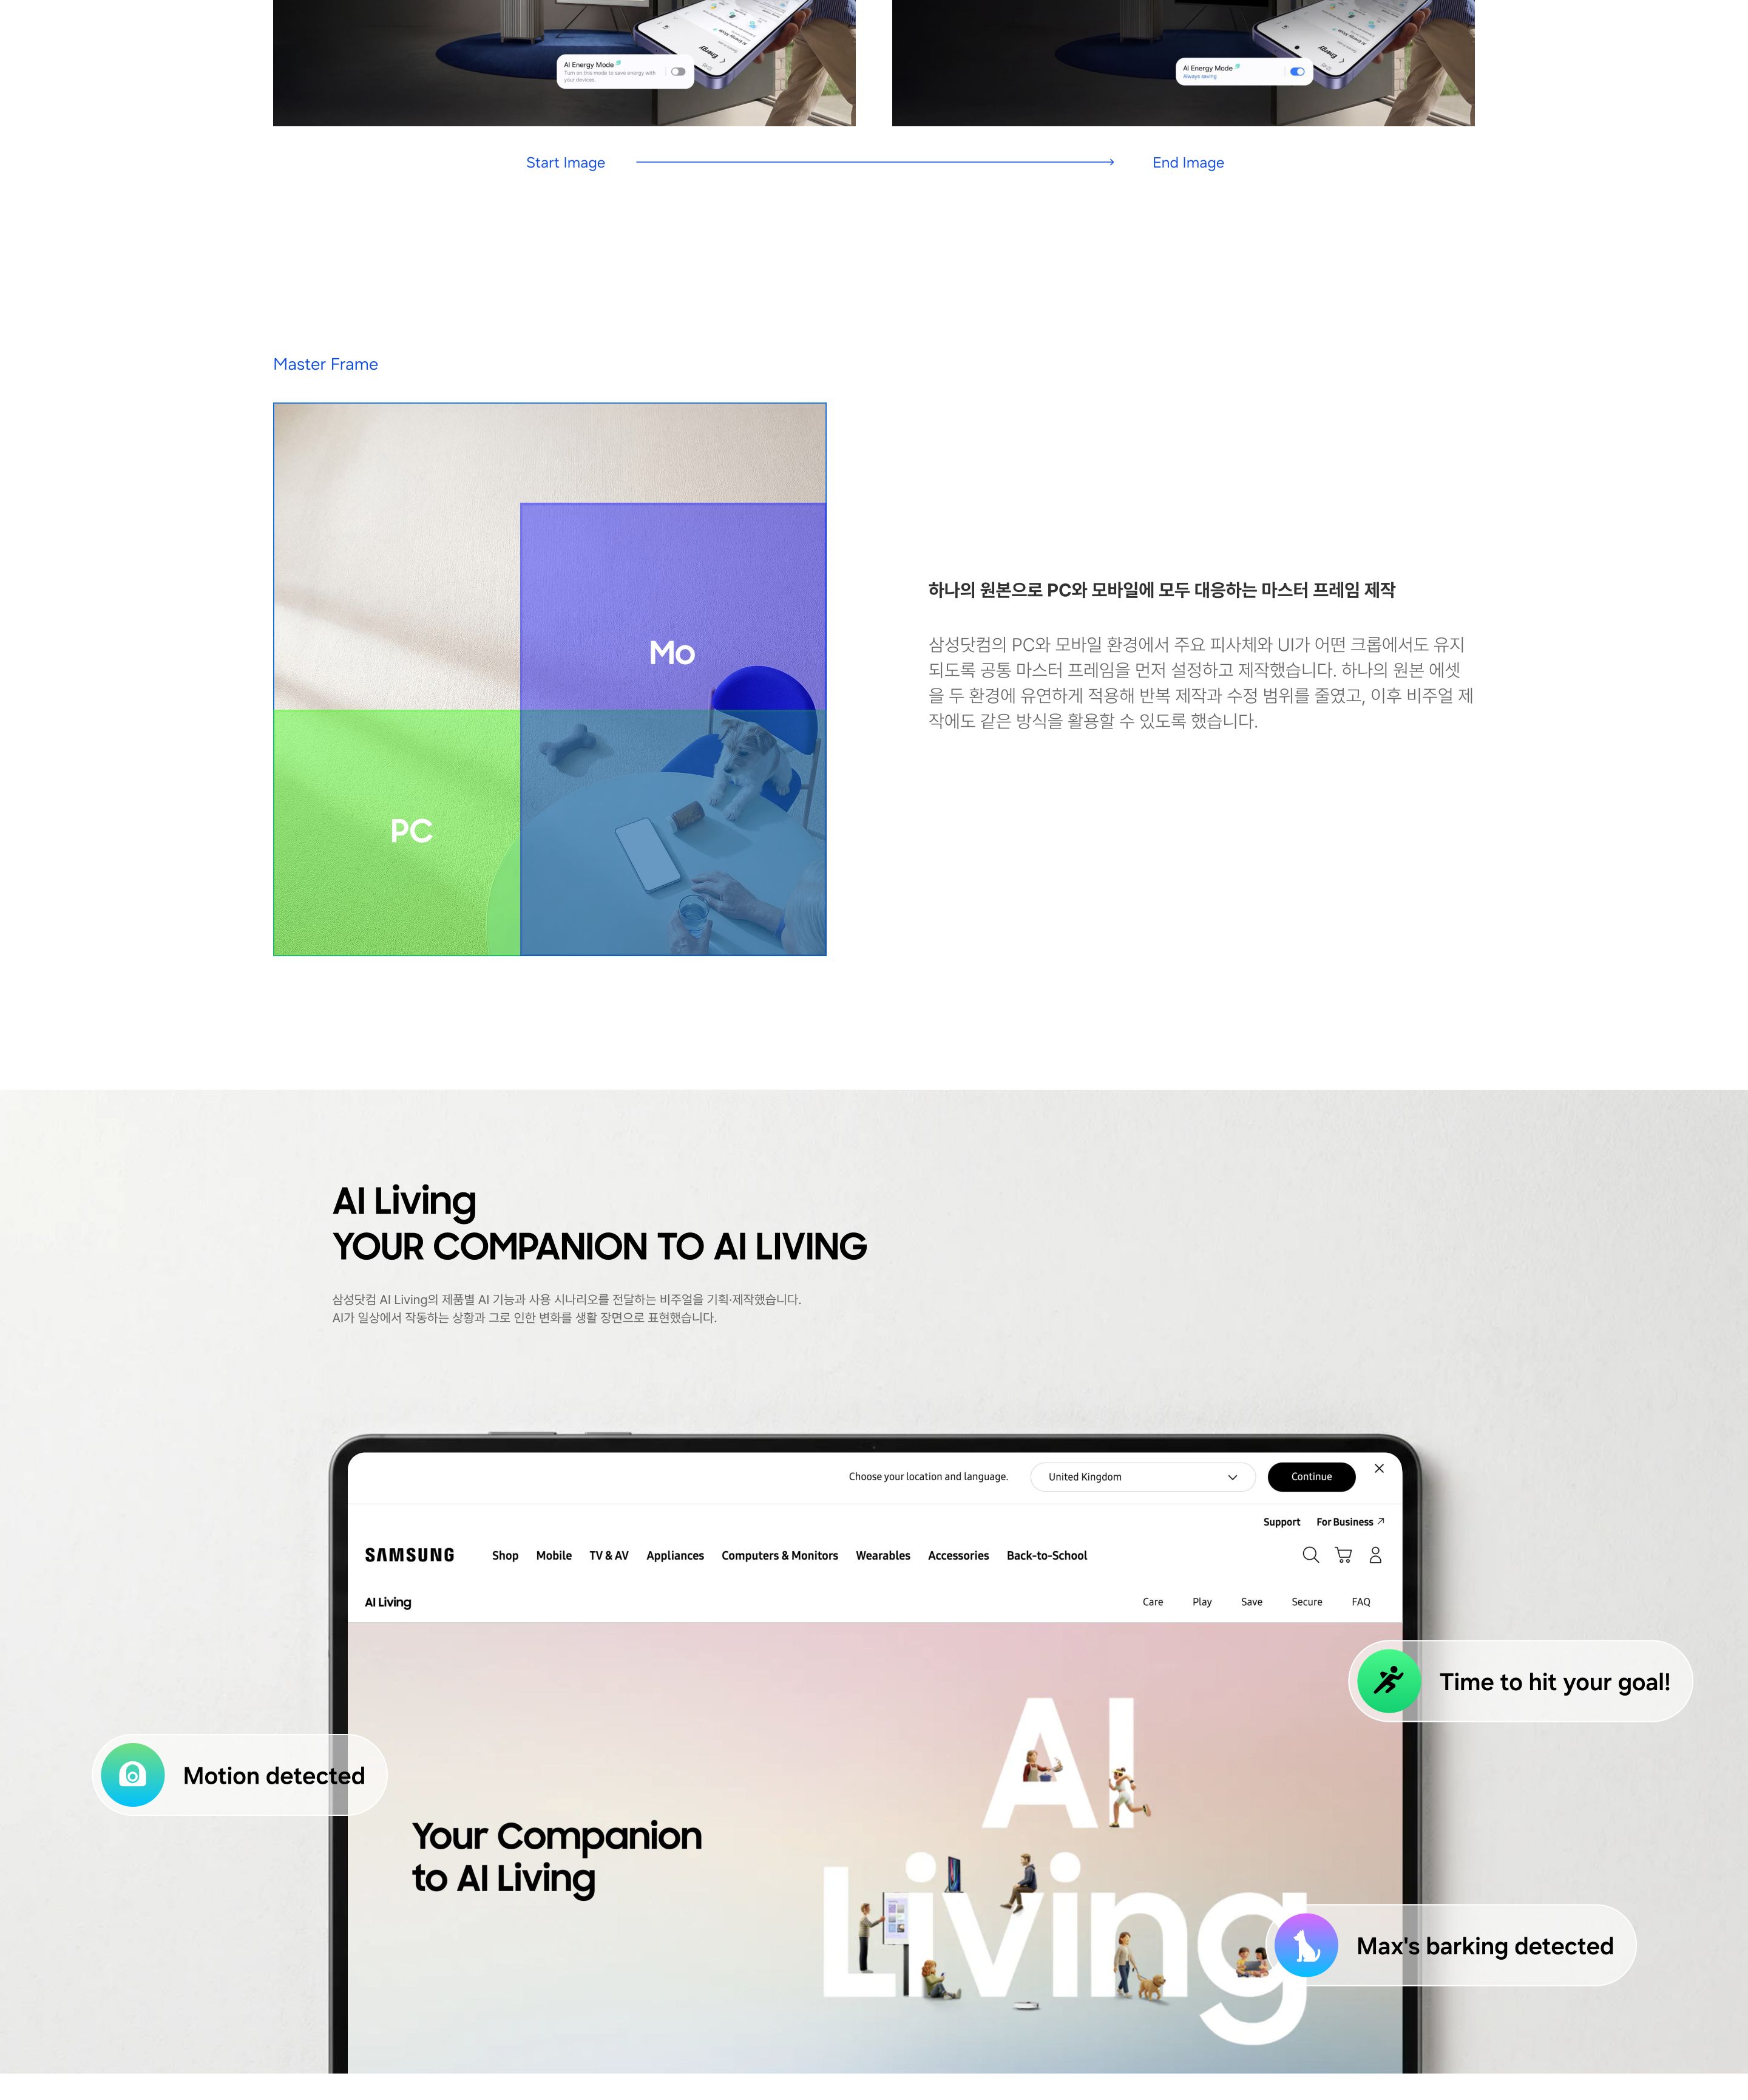 AI Energy Mode
Turn on this mode to save energy with
your devices.
Energy
AI Energy Mode
Always saving
Energy
Start Image
End Image
Master Frame
Mo
PC
하나의 원본으로 PC와 모바일에 모두 대응하는 마스터 프레임 제작
삼성닷컴의 PC와 모바일 환경에서 주요 피사체와 UI가 어떤 크롭에서도 유지
되도록 공통 마스터 프레임을 먼저 설정하고 제작했습니다. 하나의 원본 에셋
을 두 환경에 유연하게 적용해 반복 제작과 수정 범위를 줄였고, 이후 비주얼 제
작에도 같은 방식을 활용할 수 있도록 했습니다.
AI Living
YOUR COMPANION TO AI LIVING
삼성닷컴 AI Living의 제품별 AI 기능과 사용 시나리오를 전달하는 비주얼을 기획·제작했습니다.
AI가 일상에서 작동하는 상황과 그로 인한 변화를 생활 장면으로 표현했습니다.
Choose your location and language.
United Kingdom
Continue
Support
For Business
SAMSUNG
Shop
Mobile
TV & AV
Appliances
Computers & Monitors
Wearables
Accessories
Back-to-School
AI Living
Care
Play
Save
Secure
FAQ
Time to hit your goal!
Motion detected
Your Companion
to AI Living
AI
Living
Max's barking detected